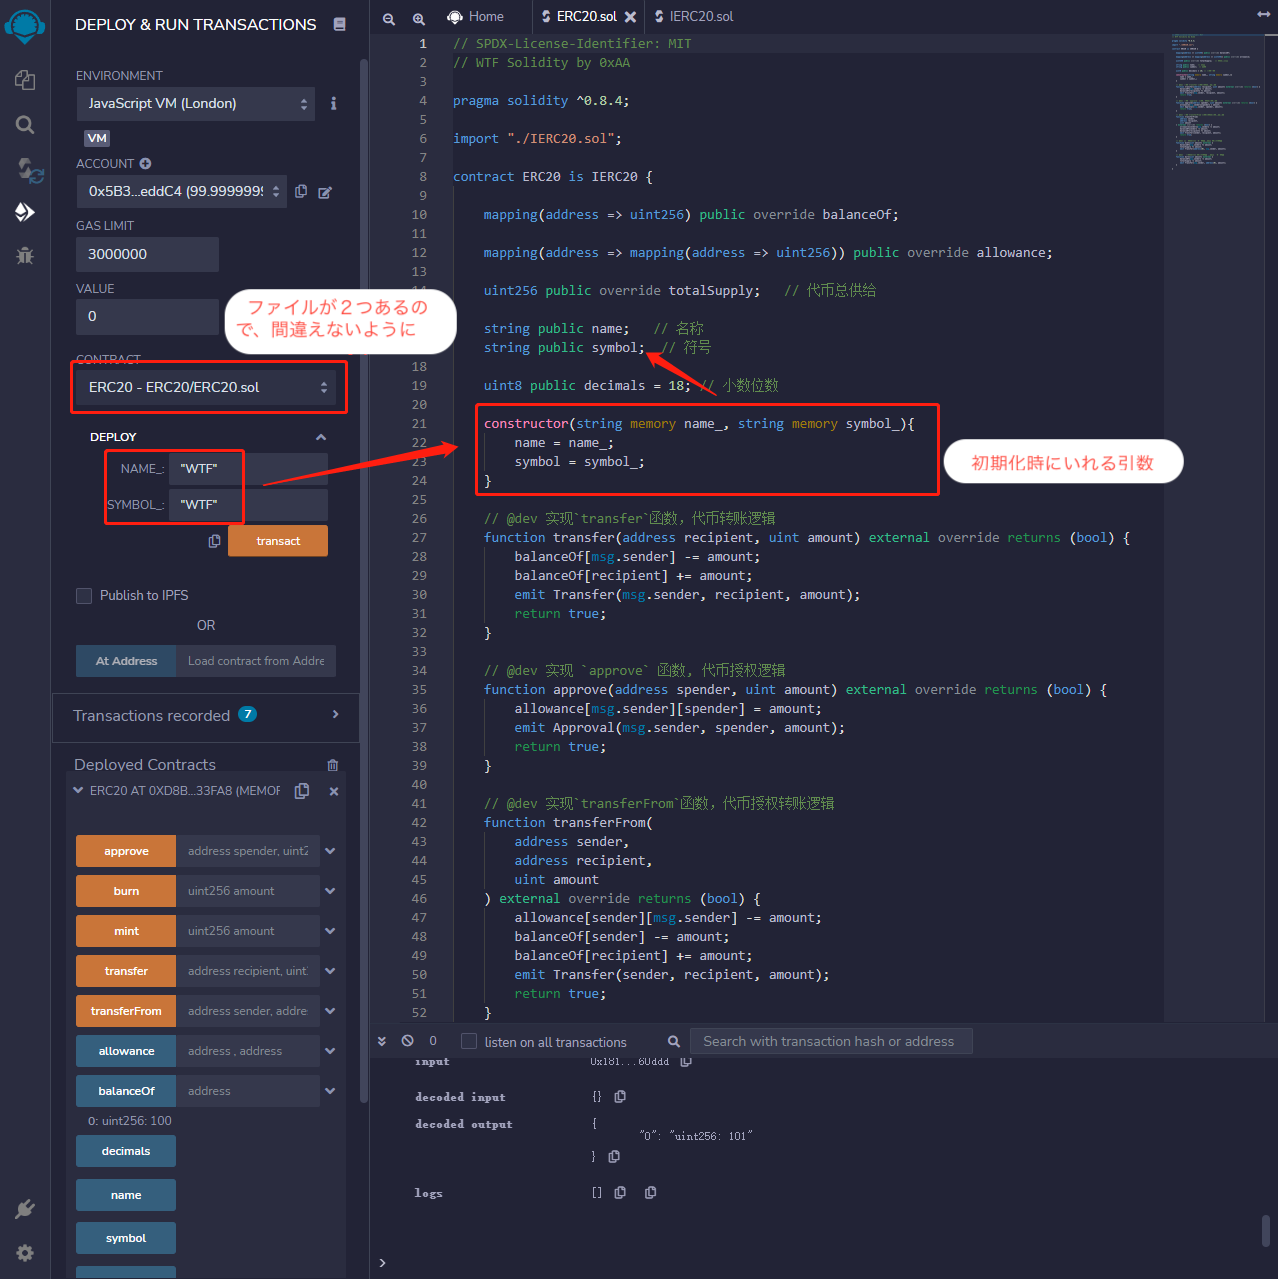 DEPLOY & RUN TRANSACTIONS
ENVIRONMENT
JavaScript VM (London)
VM
ACCOUNT
0x5B3...eddC4 (99.9999999
GAS LIMIT
3000000
VALUE
0
ファイルが２つあるの
で、間違えないように
CONTRACT
ERC20 - ERC20/ERC20.sol
DEPLOY
NAME_: "WTF"
SYMBOL_: "WTF"
transact
Publish to IPFS
OR
At Address Load contract from Addre
Transactions recorded 7
Deployed Contracts
ERC20 AT 0XD8B...33FA8 (MEMOR
approve address spender, uint2
burn uint256 amount
mint uint256 amount
transfer address recipient, uint
transferFrom address sender, addre
allowance address , address
balanceOf address
0: uint256: 100
decimals
name
symbol
Home ERC20.sol IERC20.sol
1 // SPDX-License-Identifier: MIT
2 // WTF Solidity by 0xAA
3
4 pragma solidity ^0.8.4;
5
6 import "./IERC20.sol";
7
8 contract ERC20 is IERC20 {
9
10 mapping(address => uint256) public override balanceOf;
11
12 mapping(address => mapping(address => uint256)) public override allowance;
13
14 uint256 public override totalSupply; // 代币总供给
string public name; // 名称
string public symbol; // 符号
18
19 uint8 public decimals = 18; // 小数位数
20
21 constructor(string memory name_, string memory symbol_){
22 name = name_;
23 symbol = symbol_;
24 }
初期化時にいれる引数
25
26 // @dev 实现`transfer`函数，代币转账逻辑
27 function transfer(address recipient, uint amount) external override returns (bool) {
28 balanceOf[msg.sender] -= amount;
29 balanceOf[recipient] += amount;
30 emit Transfer(msg.sender, recipient, amount);
31 return true;
32 }
33
34 // @dev 实现 `approve` 函数, 代币授权逻辑
35 function approve(address spender, uint amount) external override returns (bool) {
36 allowance[msg.sender][spender] = amount;
37 emit Approval(msg.sender, spender, amount);
38 return true;
39 }
40
41 // @dev 实现`transferFrom`函数，代币授权转账逻辑
42 function transferFrom(
43 address sender,
44 address recipient,
45 uint amount
46 ) external override returns (bool) {
47 allowance[sender][msg.sender] -= amount;
48 balanceOf[sender] -= amount;
49 balanceOf[recipient] += amount;
50 emit Transfer(sender, recipient, amount);
51 return true;
52 }
0 listen on all transactions Search with transaction hash or address
input 0x181...60ddd
decoded input {}
decoded output {
"0": "uint256: 101"
}
logs []
>